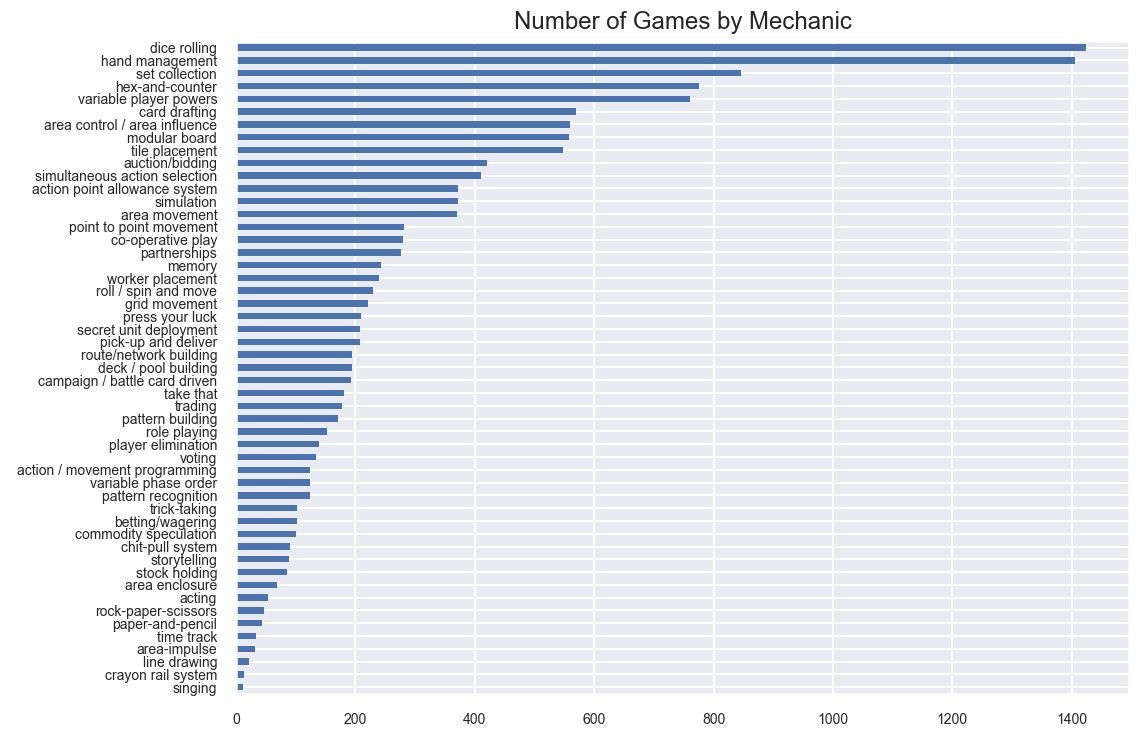 Number of Games by Mechanic
dice rolling
hand management
set collection
hex-and-counter
variable player powers
card drafting
area control / area influence
modular board
tile placement
auction/bidding
simultaneous action selection
action point allowance system
simulation
area movement
point to point movement
co-operative play
partnerships
memory
worker placement
roll / spin and move
grid movement
press your luck
secret unit deployment
pick-up and deliver
route/network building
deck / pool building
campaign / battle card driven
take that
trading
pattern building
role playing
player elimination
voting
action / movement programming
variable phase order
pattern recognition
trick-taking
betting/wagering
commodity speculation
chit-pull system
storytelling
stock holding
area enclosure
acting
rock-paper-scissors
paper-and-pencil
time track
area-impulse
line drawing
crayon rail system
singing
0 200 400 600 800 1000 1200 1400